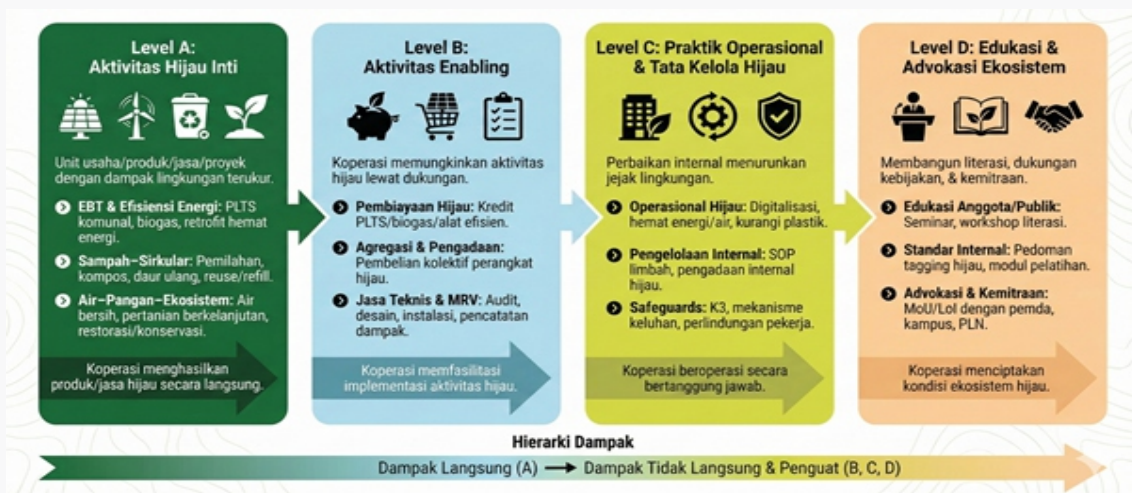 Level A:
Aktivitas Hijau Inti
Unit usaha/produk/jasa/proyek
dengan dampak lingkungan terukur.
EBT & Efisiensi Energi: PLTS
komunal, biogas, retrofit hemat
energi.
Sampah–Sirkular: Pemilahan,
kompos, daur ulang, reuse/refill.
Air–Pangan–Ekosistem: Air
bersih, pertanian berkelanjutan,
restorasi/konservasi.
Koperasi menghasilkan
produk/jasa hijau secara langsung.
Level B:
Aktivitas Enabling
Koperasi memungkinkan aktivitas
hijau lewat dukungan.
Pembiayaan Hijau: Kredit
PLTS/biogas/alat efisien.
Agregasi & Pengadaan:
Pembelian kolektif perangkat
hijau.
Jasa Teknis & MRV: Audit,
desain, instalasi, pencatatan
dampak.
Koperasi memfasilitasi
implementasi aktivitas hijau.
Level C: Praktik Operasional
& Tata Kelola Hijau
Perbaikan internal menurunkan
jejak lingkungan.
Operasional Hijau: Digitalisasi,
hemat energi/air, kurangi plastik.
Pengelolaan Internal: SOP
limbah, pengadaan internal
hijau.
Safeguards: K3, mekanisme
keluhan, perlindungan pekerja.
Koperasi beroperasi secara
bertanggung jawab.
Level D: Edukasi &
Advokasi Ekosistem
Membangun literasi, dukungan
kebijakan, & kemitraan.
Edukasi Anggota/Publik:
Seminar, workshop literasi.
Standar Internal: Pedoman
tagging hijau, modul pelatihan.
Advokasi & Kemitraan:
MoU/LoI dengan pemda,
kampus, PLN.
Koperasi menciptakan
kondisi ekosistem hijau.
Hierarki Dampak
Dampak Langsung (A) → Dampak Tidak Langsung & Penguat (B, C, D)